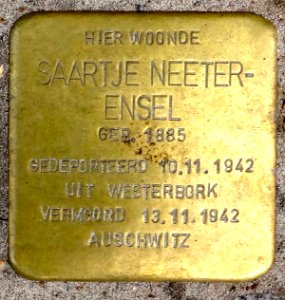 HIER WOONDE
SAARTJE NEETER-
ENSEL
GEB. 1885
GEDEPORTEERD 10.11.1942
UIT WESTERBORK
VERMOORD 13.11.1942
AUSCHWITZ